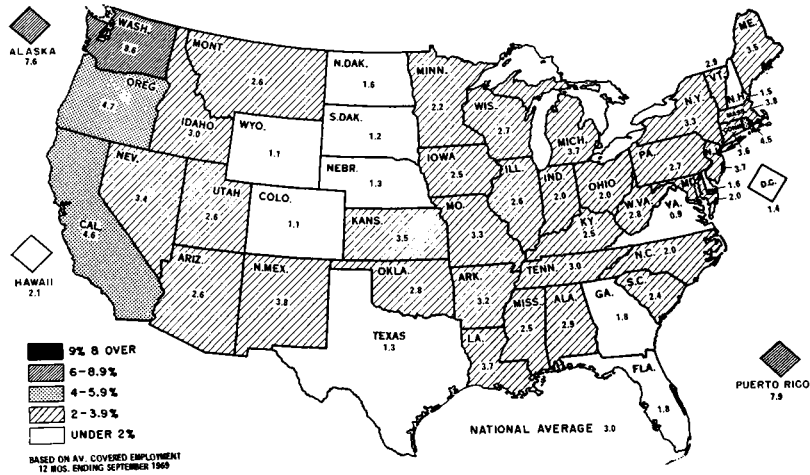 WASH.
8.6
ALASKA
7.6
MONT.
2.6
N.DAK.
1.6
MINN.
2.2
ME.
3.5
2.9
VT.
N.H.
1.5
MASS.
3.8
CONN.
4.5
3.6
OREG.
4.7
IDAHO
3.0
WYO.
1.1
S.DAK.
1.2
WIS.
2.7
MICH.
3.7
N.Y.
3.3
NEV.
3.4
UTAH
2.6
COLO.
1.1
NEBR.
1.3
IOWA
2.5
ILL.
2.6
IND.
2.0
OHIO
2.0
PA.
2.7
N.J.
3.7
MD.
1.6
2.0
D.C.
1.4
CAL.
4.6
KANS.
3.5
MO.
3.3
KY.
2.5
W.VA.
2.8
VA.
0.9
HAWAII
2.1
ARIZ.
2.6
N.MEX.
3.8
OKLA.
2.8
ARK.
3.2
TENN. 3.0
N.C. 2.0
S.C.
2.4
TEXAS
1.3
LA.
3.7
MISS.
2.5
ALA.
2.9
GA.
1.8
FLA.
1.8
PUERTO RICO
7.9
9% & OVER
6-8.9%
4-5.9%
2-3.9%
UNDER 2%
NATIONAL AVERAGE 3.0
BASED ON AV. COVERED EMPLOYMENT
12 MOS. ENDING SEPTEMBER 1969